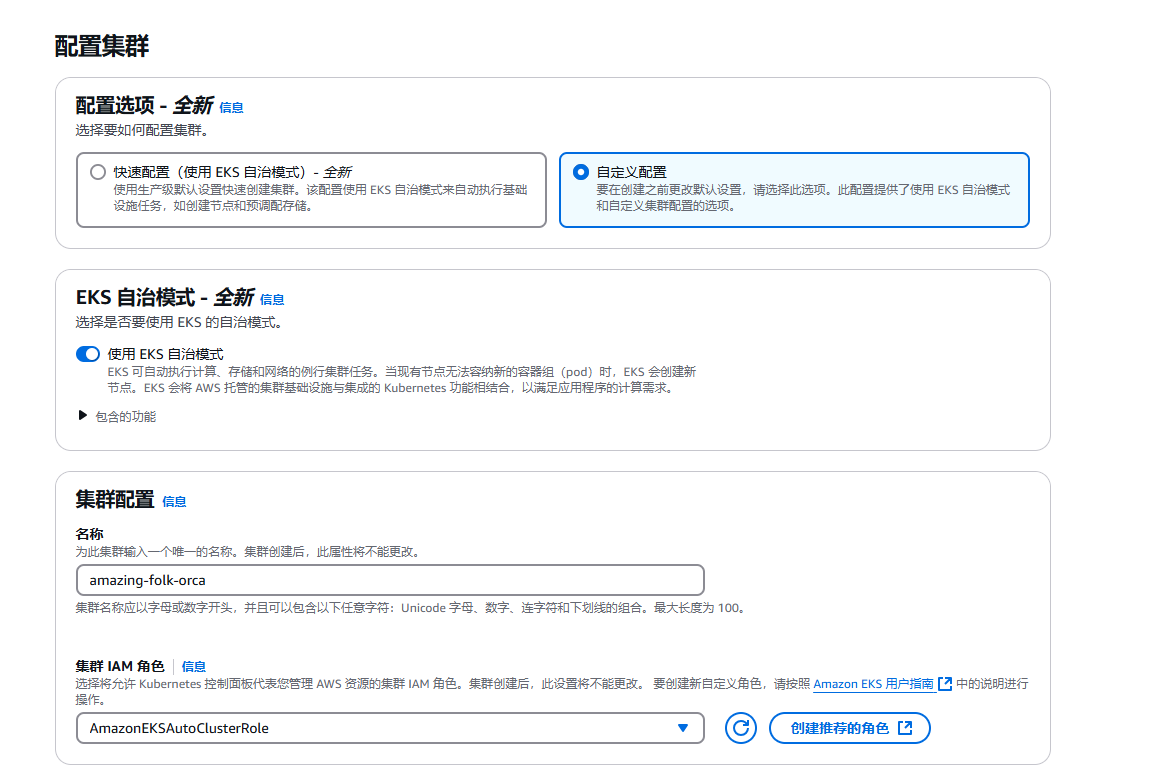 配置集群
配置选项 - 全新 信息
选择要如何配置集群。
快速配置（使用 EKS 自治模式）- 全新
使用生产级默认设置快速创建集群。该配置使用 EKS 自治模式来自动执行基础
设施任务，如创建节点和预调配存储。
自定义配置
要在创建之前更改默认设置，请选择此选项。此配置提供了使用 EKS 自治模式
和自定义集群配置的选项。
EKS 自治模式 - 全新 信息
选择是否要使用 EKS 的自治模式。
使用 EKS 自治模式
EKS 可自动执行计算、存储和网络的例行集群任务。当现有节点无法容纳新的容器组（pod）时，EKS 会创建新
节点。EKS 会将 AWS 托管的集群基础设施与集成的 Kubernetes 功能相结合，以满足应用程序的计算需求。
包含的功能
集群配置 信息
名称
为此集群输入一个唯一的名称。集群创建后，此属性将不能更改。
amazing-folk-orca
集群名称应以字母或数字开头，并且可以包含以下任意字符：Unicode 字母、数字、连字符和下划线的组合。最大长度为 100。
集群 IAM 角色 信息
选择将允许 Kubernetes 控制面板代表您管理 AWS 资源的集群 IAM 角色。集群创建后，此设置将不能更改。 要创建新自定义角色，请按照 Amazon EKS 用户指南 中的说明进行
操作。
AmazonEKSAutoClusterRole
创建推荐的角色